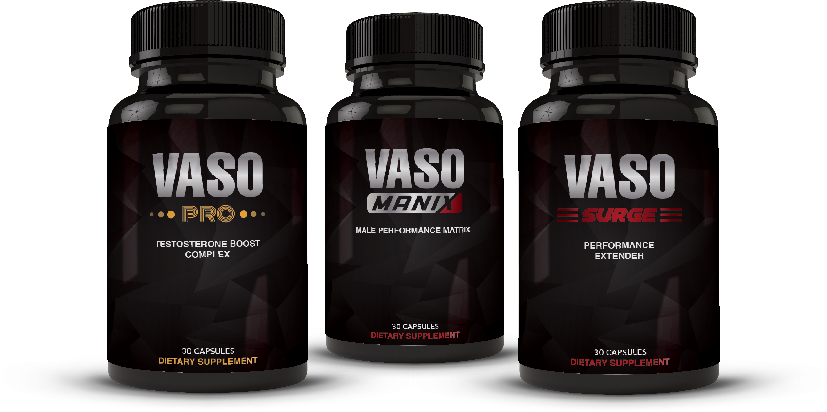 VASO
PRO
TESTOSTERONE BOOST
COMPLEX
30 CAPSULES
DIETARY SUPPLEMENT
VASO
MANIX
MALE PERFORMANCE MATRIX
30 CAPSULES
DIETARY SUPPLEMENT
VASO
SURGE
PERFORMANCE
EXTENDER
30 CAPSULES
DIETARY SUPPLEMENT